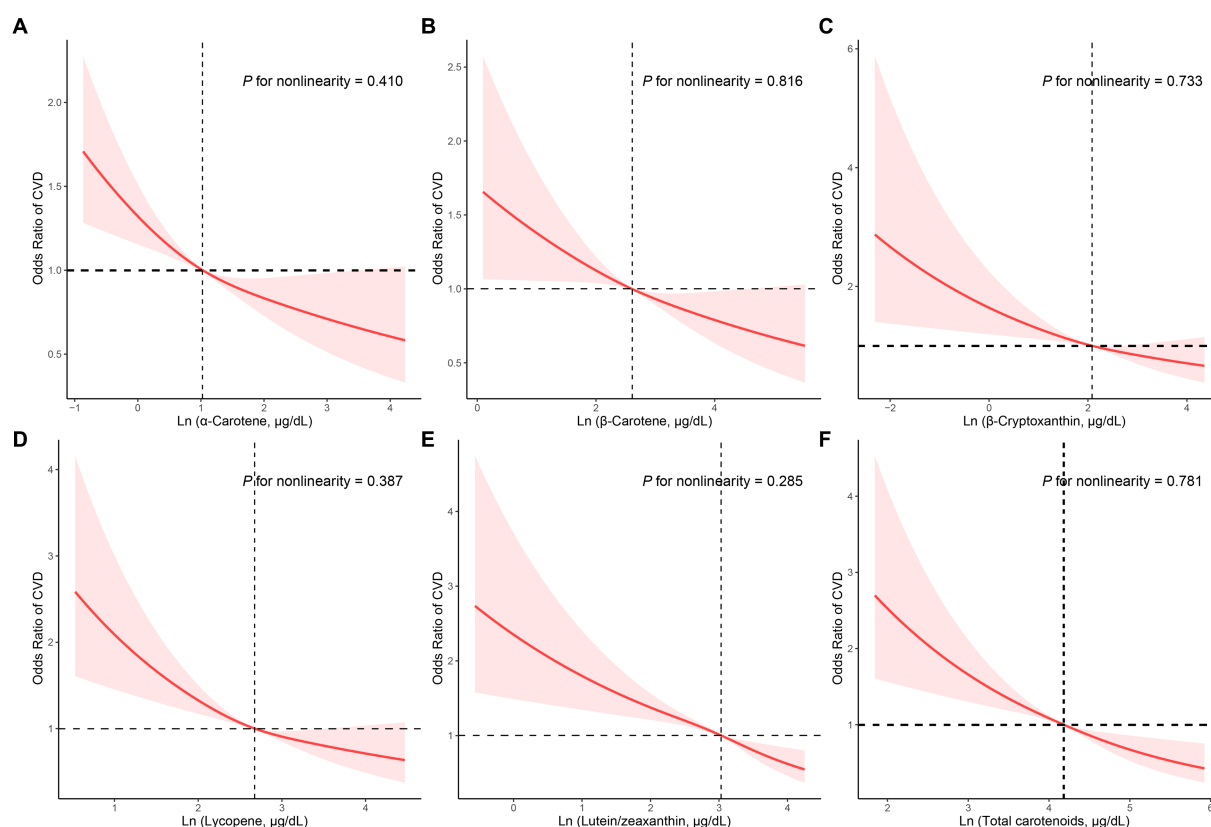 A
P for nonlinearity = 0.410
Odds Ratio of CVD
2.0
1.5
1.0
0.5
−1
0
1
2
3
4
Ln (α-Carotene, µg/dL)
B
P for nonlinearity = 0.816
Odds Ratio of CVD
2.5
2.0
1.5
1.0
0.5
0
2
4
Ln (β-Carotene, µg/dL)
C
P for nonlinearity = 0.733
Odds Ratio of CVD
6
4
2
−2
0
2
4
Ln (β-Cryptoxanthin, µg/dL)
D
P for nonlinearity = 0.387
Odds Ratio of CVD
4
3
2
1
1
2
3
4
Ln (Lycopene, µg/dL)
E
P for nonlinearity = 0.285
Odds Ratio of CVD
4
3
2
1
0
1
2
3
4
Ln (Lutein/zeaxanthin, µg/dL)
F
P for nonlinearity = 0.781
Odds Ratio of CVD
4
3
2
1
2
3
4
5
6
Ln (Total carotenoids, µg/dL)